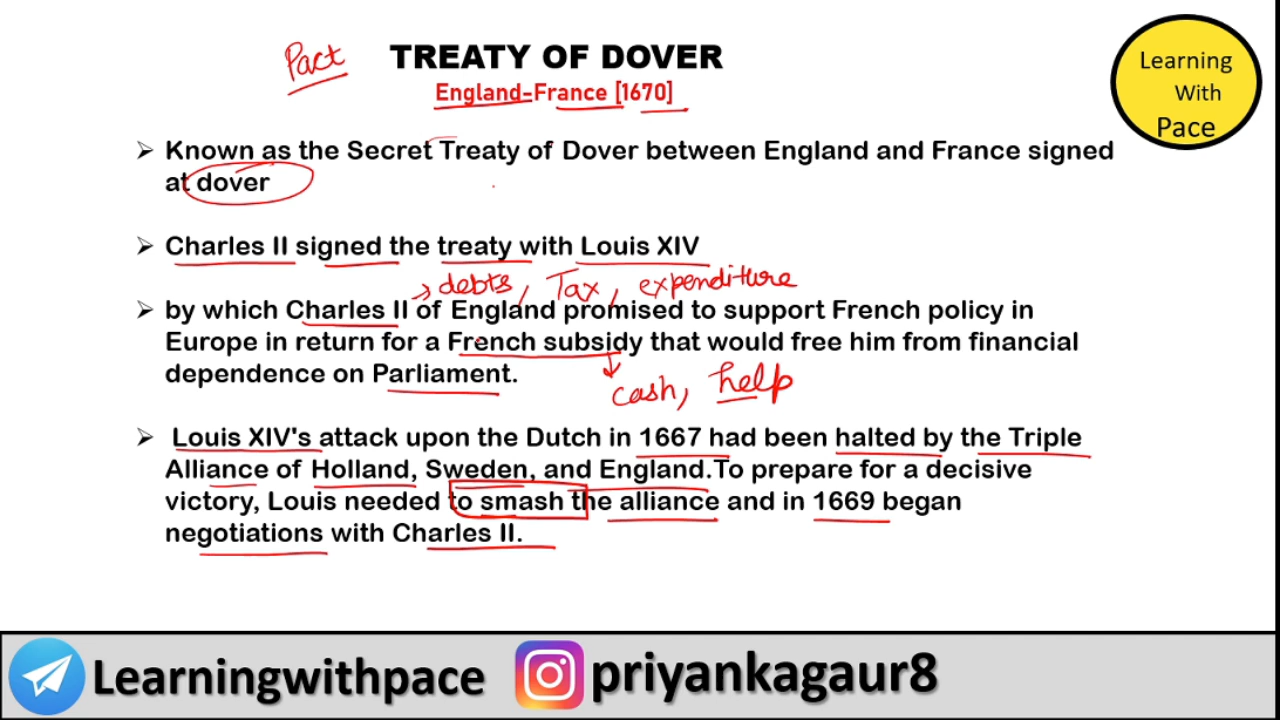 Pact TREATY OF DOVER
England-France [1670]
Learning
With
Pace
➢ Known as the Secret Treaty of Dover between England and France signed
at dover
➢ Charles II signed the treaty with Louis XIV
→ debts, Tax, expenditure
➢ by which Charles II of England promised to support French policy in
Europe in return for a French subsidy that would free him from financial
dependence on Parliament.
cash, help
➢ Louis XIV's attack upon the Dutch in 1667 had been halted by the Triple
Alliance of Holland, Sweden, and England.To prepare for a decisive
victory, Louis needed to smash the alliance and in 1669 began
negotiations with Charles II.
Learningwithpace priyankagaur8